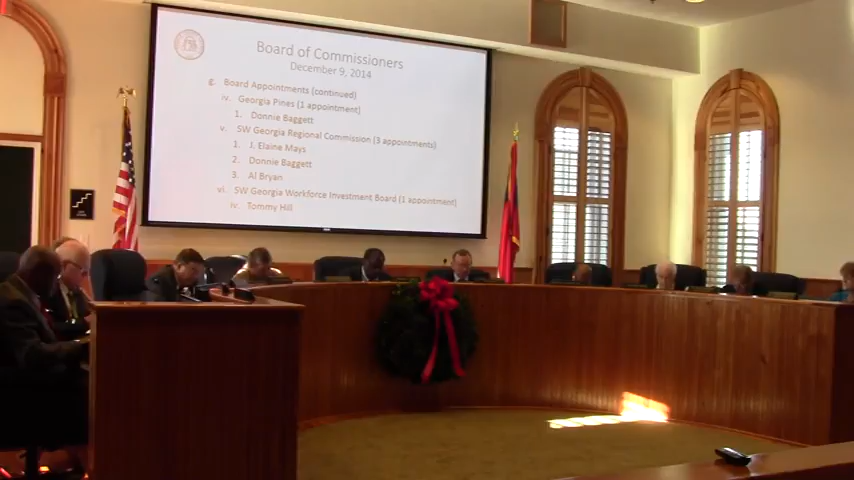 Board of Commissioners
December 9, 2014
g. Board Appointments (continued)
iv. Georgia Pines (1 appointment)
1. Donnie Baggett
v. SW Georgia Regional Commission (3 appointments)
1. J. Elaine Mays
2. Donnie Baggett
3. Al Bryan
vi. SW Georgia Workforce Investment Board (1 appointment)
iv. Tommy Hill